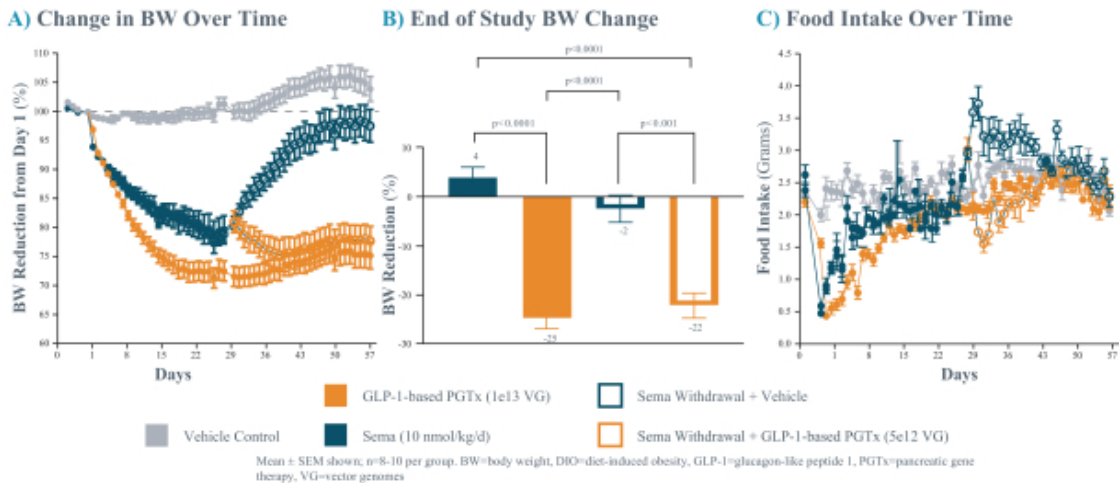 A) Change in BW Over Time
BW Reduction from Day 1 (%)
110
105
100
95
90
85
80
75
70
65
60
0 1 8 15 22 29 36 43 50 57
Days
B) End of Study BW Change
p<0.0001
p<0.0001
p<0.0001
p<0.001
BW Reduction (%)
10
0
-10
-20
-30
4
-25
-2
-22
C) Food Intake Over Time
Food Intake (Grams)
4.5
4.0
3.5
3.0
2.5
2.0
1.5
1.0
0.5
0.0
0 1 8 15 22 29 36 43 50 57
Days
GLP-1-based PGTx (1e13 VG)
Sema Withdrawal + Vehicle
Vehicle Control
Sema (10 nmol/kg/d)
Sema Withdrawal + GLP-1-based PGTx (5e12 VG)
Mean ± SEM shown; n=8-10 per group. BW=body weight, DIO=diet-induced obesity, GLP-1=glucagon-like peptide 1, PGTx=pancreatic gene
therapy, VG=vector genomes